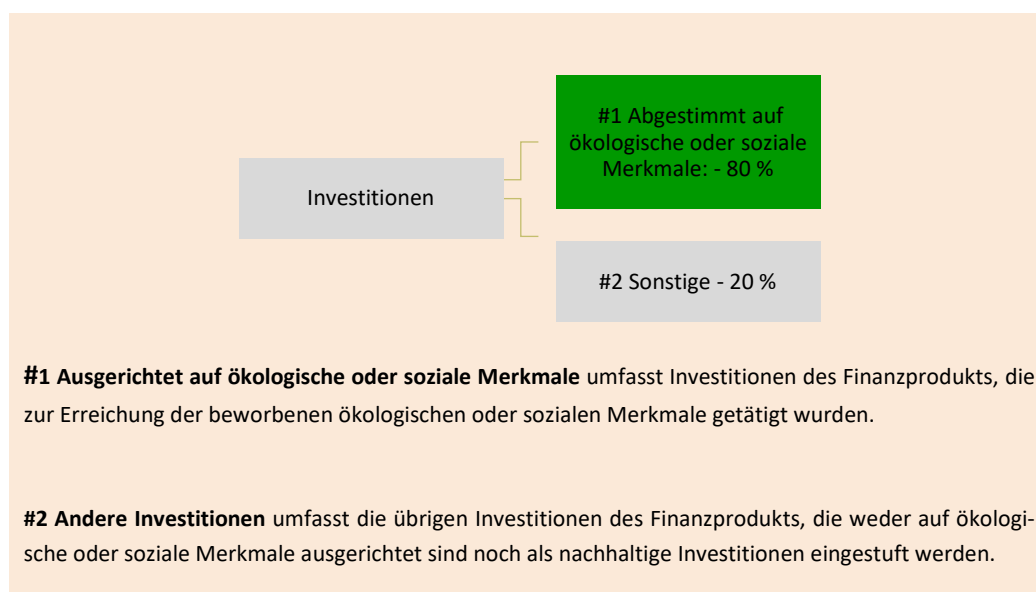 #1 Abgestimmt auf
ökologische oder soziale
Merkmale: - 80 %
Investitionen
#2 Sonstige - 20 %
#1 Ausgerichtet auf ökologische oder soziale Merkmale umfasst Investitionen des Finanzprodukts, die
zur Erreichung der beworbenen ökologischen oder sozialen Merkmale getätigt wurden.
#2 Andere Investitionen umfasst die übrigen Investitionen des Finanzprodukts, die weder auf ökologi-
sche oder soziale Merkmale ausgerichtet sind noch als nachhaltige Investitionen eingestuft werden.